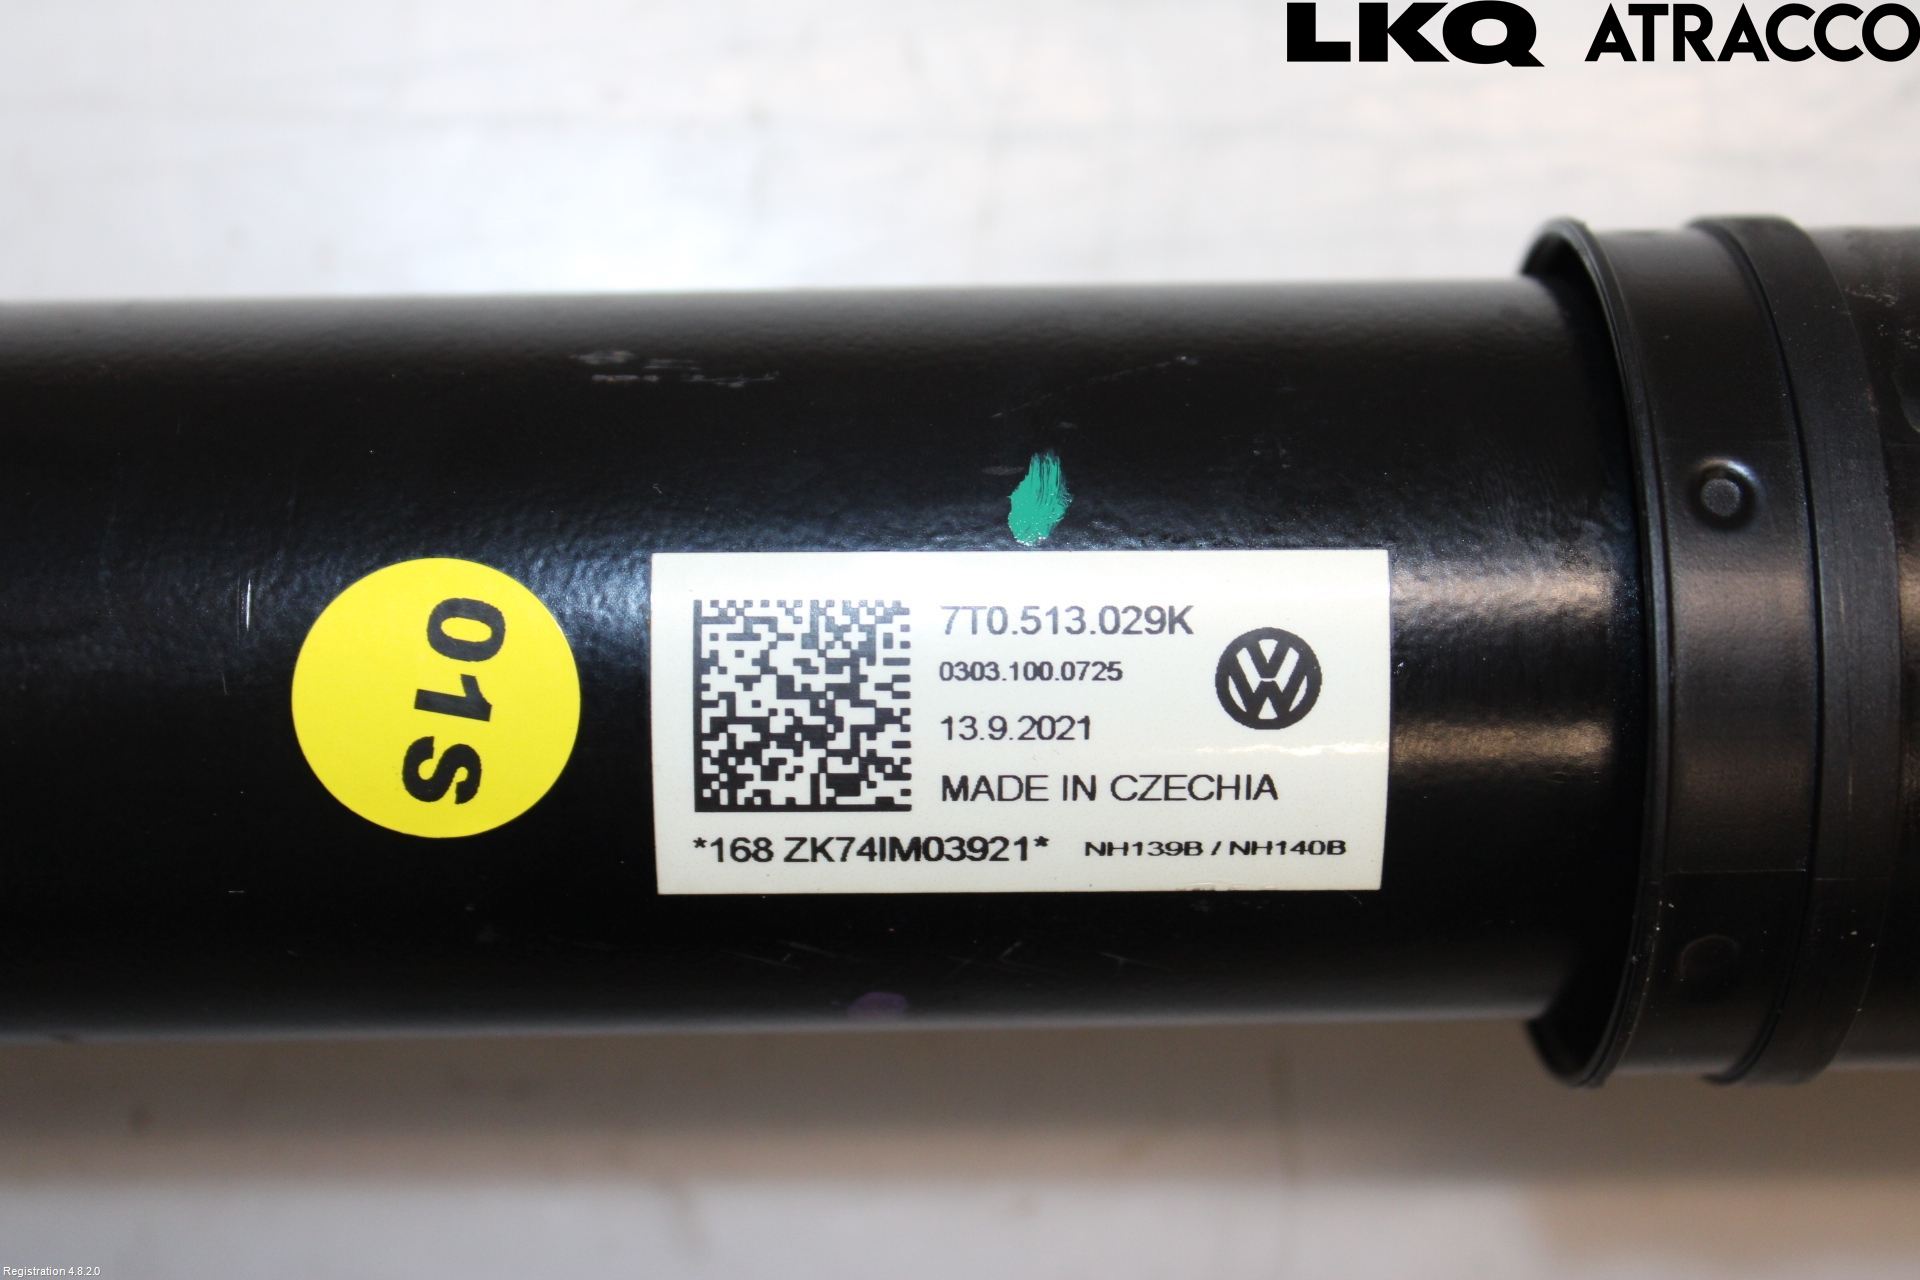 LKQ ATRACCO
01S
7T0.513.029K
0303.100.0725
13.9.2021
MADE IN CZECHIA
*168 ZK74IM03921* NH139B / NH140B
Registration 4.8.2.0